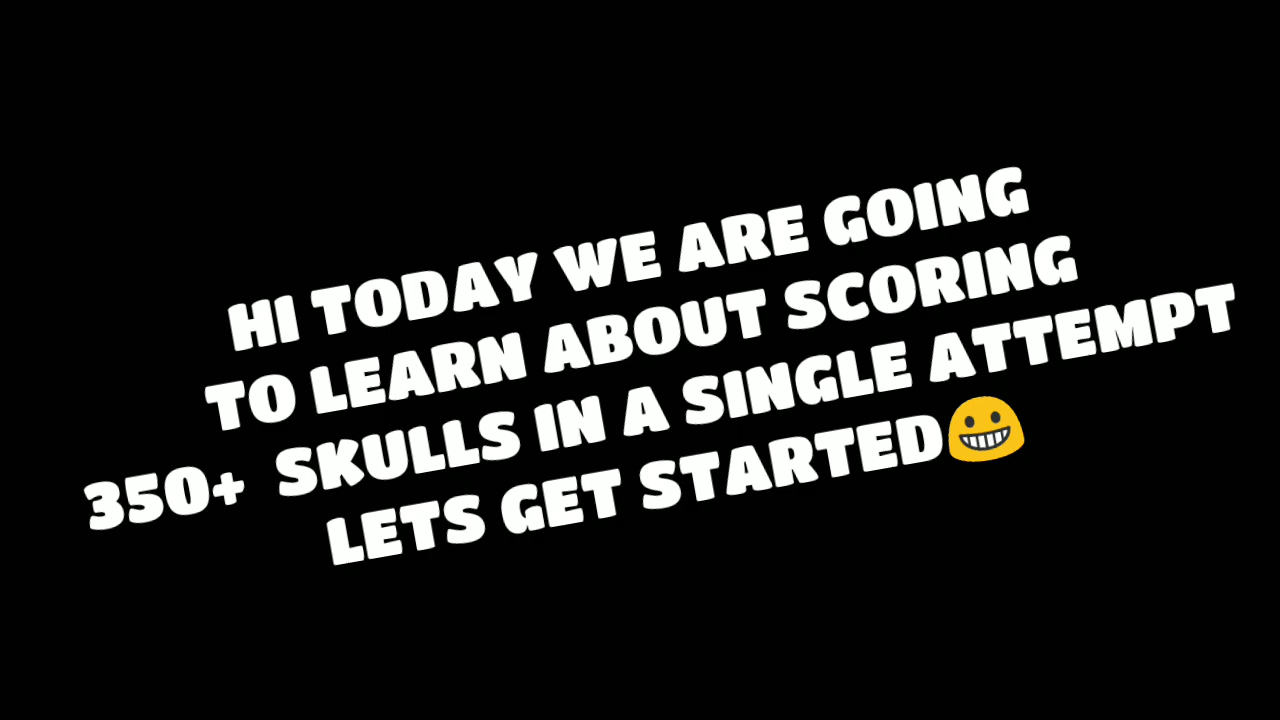 HI TODAY WE ARE GOING
TO LEARN ABOUT SCORING
350+ SKULLS IN A SINGLE ATTEMPT
LETS GET STARTED😀